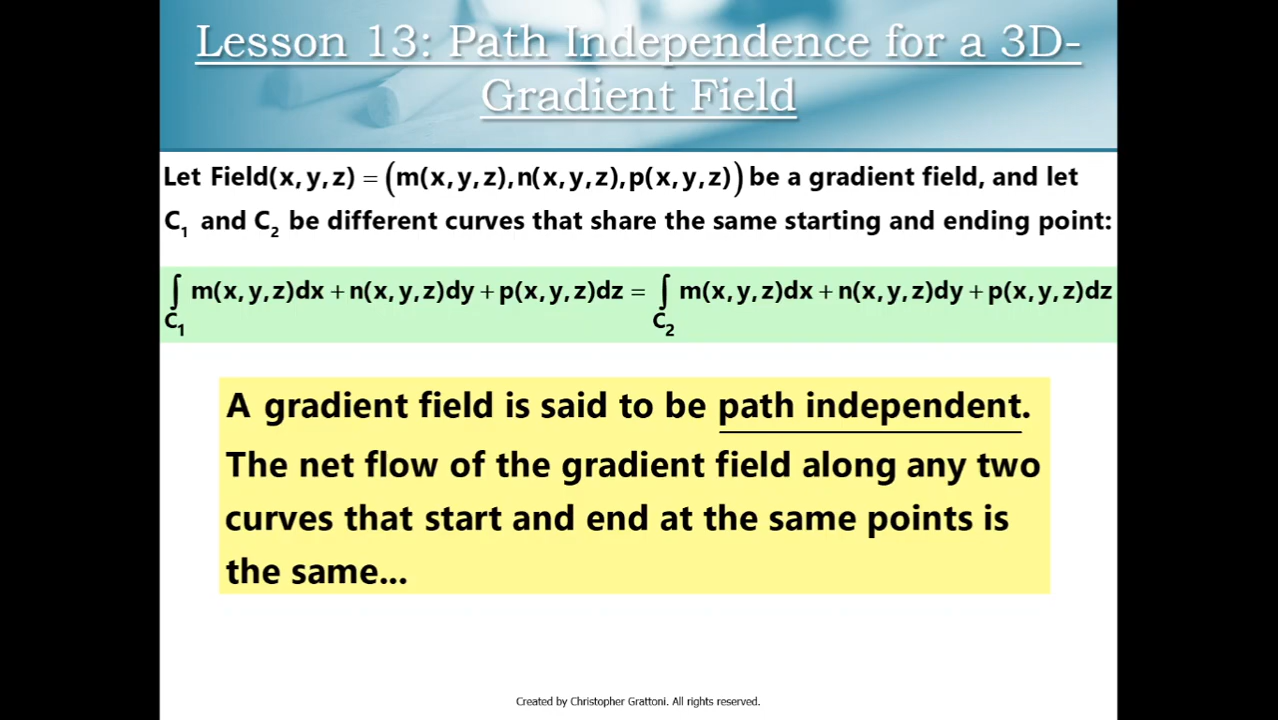 Lesson 13: Path Independence for a 3D-
Gradient Field
Let Field(x,y,z) = (m(x,y,z),n(x,y,z),p(x,y,z)) be a gradient field, and let
C₁ and C₂ be different curves that share the same starting and ending point:
∫_C₁ m(x,y,z)dx + n(x,y,z)dy + p(x,y,z)dz = ∫_C₂ m(x,y,z)dx + n(x,y,z)dy + p(x,y,z)dz
A gradient field is said to be path independent.
The net flow of the gradient field along any two
curves that start and end at the same points is
the same...
Created by Christopher Grattoni. All rights reserved.